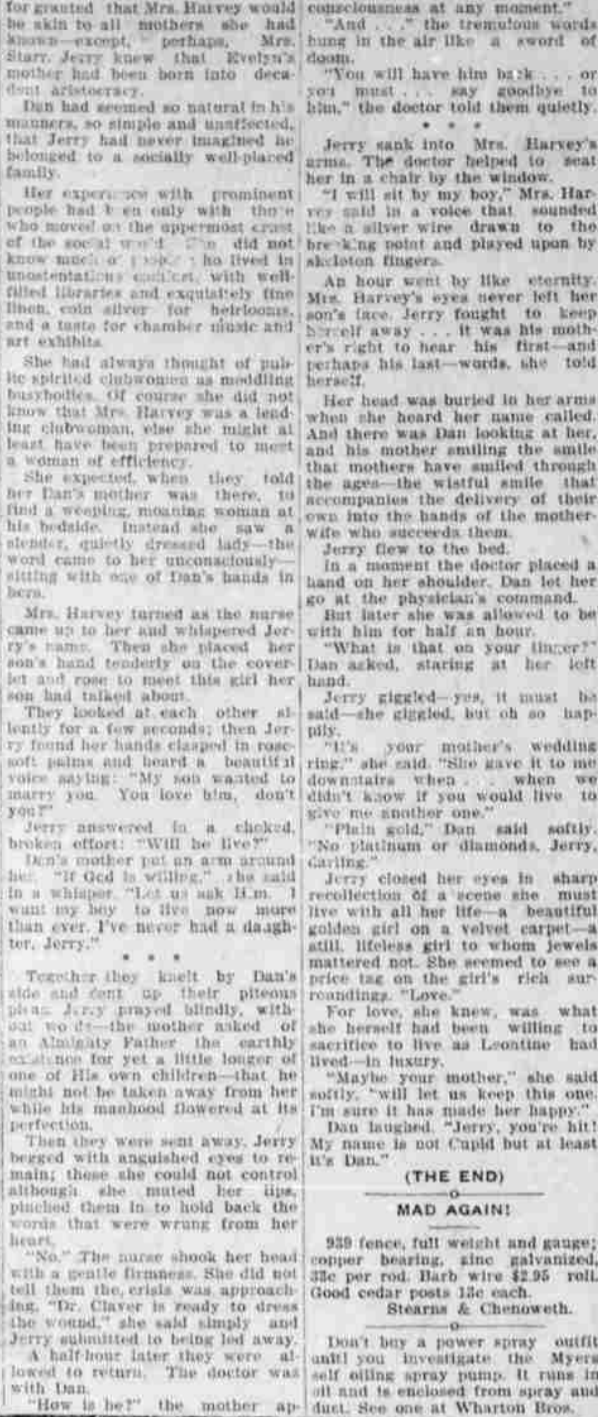 for granted that Mrs. Harvey would
be akin to all mothers she had
known—except, perhaps, Mrs.
Starr. Jerry knew that Evelyn's
mother had been born into deca-
dent aristocracy.
Dan had seemed so natural in his
manners, so simple and unaffected,
that Jerry had never imagined he
belonged to a socially well-placed
family.
Her experience with prominent
people had been only with those
who moved on the uppermost crust
of the social world. She did not
know much of people who lived in
unostentatious comfort, with well-
filled libraries and exquisitely fine
linen, coin silver for heirlooms,
and a taste for chamber music and
art exhibits.
She had always thought of pub-
lic spirited clubwomen as meddling
busybodies. Of course she did not
know that Mrs. Harvey was a lead-
ing clubwoman, else she might at
least have been prepared to meet
a woman of efficiency.
She expected, when they told
her Dan's mother was there, to
find a weeping, moaning woman at
his bedside. Instead she saw a
slender, quietly dressed lady—the
word came to her unconsciously—
sitting with one of Dan's hands in
hers.
Mrs. Harvey turned as the nurse
came up to her and whispered Jer-
ry's name. Then she placed her
son's hand tenderly on the cover-
let and rose to meet this girl her
son had talked about.
They looked at each other si-
lently for a few seconds; then Jer-
ry found her hands clasped in rose-
soft palms and heard a beautiful
voice saying: "My son wanted to
marry you. You love him, don't
you?"
Jerry answered in a choked,
broken effort: "Will he live?"
Dan's mother put an arm around
her. "If God is willing," she said
in a whisper. "Let us ask Him. I
want my boy to live now more
than ever. I've never had a daugh-
ter, Jerry."
* * *
Together they knelt by Dan's
side and sent up their piteous
pleas. Jerry prayed blindly, with-
out words—the mother asked of
an Almighty Father the earthly
existence for yet a little longer of
one of His own children—that he
might not be taken away from her
while his manhood flowered at its
perfection.
Then they were sent away. Jerry
begged with anguished eyes to re-
main; those she could not control
although she muted her lips,
pinched them in to hold back the
words that were wrung from her
heart.
"No." The nurse shook her head
with a gentle firmness. She did not
tell them the crisis was approach-
ing. "Dr. Claver is ready to dress
the wound," she said simply and
Jerry submitted to being led away.
A half-hour later they were al-
lowed to return. The doctor was
with Dan.
"How is he?" the mother ap-
consciousness at any moment."
"And . . ." the tremulous words
hung in the air like a sword of
doom.
"You will have him back . . . or
you must . . . say goodbye to
him," the doctor told them quietly.
* * *
Jerry sank into Mrs. Harvey's
arms. The doctor helped to seat
her in a chair by the window.
"I will sit by my boy," Mrs. Har-
vey said in a voice that sounded
like a silver wire drawn to the
breaking point and played upon by
skeleton fingers.
An hour went by like eternity.
Mrs. Harvey's eyes never left her
son's face. Jerry fought to keep
herself away . . . it was his moth-
er's right to hear his first—and
perhaps his last—words, she told
herself.
Her head was buried in her arms
when she heard her name called.
And there was Dan looking at her,
and his mother smiling the smile
that mothers have smiled through
the ages—the wistful smile that
accompanies the delivery of their
own into the hands of the mother-
wife who succeeds them.
Jerry flew to the bed.
In a moment the doctor placed a
hand on her shoulder. Dan let her
go at the physician's command.
But later she was allowed to be
with him for half an hour.
"What is that on your finger?"
Dan asked, staring at her left
hand.
Jerry giggled—yes, it must be
said—she giggled, but oh so hap-
pily.
"It's your mother's wedding
ring," she said. "She gave it to me
downstairs when . . . when we
didn't know if you would live to
give me another one."
"Plain gold," Dan said softly.
"No platinum or diamonds, Jerry,
darling."
Jerry closed her eyes in sharp
recollection of a scene she must
live with all her life—a beautiful
golden girl on a velvet carpet—a
still, lifeless girl to whom jewels
mattered not. She seemed to see a
price tag on the girl's rich sur-
roundings. "Love."
For love, she knew, was what
she herself had been willing to
sacrifice to live as Leontine had
lived—in luxury.
"Maybe your mother," she said
softly, "will let us keep this one.
I'm sure it has made her happy."
Dan laughed. "Jerry, you're hit!
My name is not Cupid but at least
it's Dan."
(THE END)
o
MAD AGAIN!
939 fence, full weight and gauge;
copper bearing, zinc galvanized,
33c per rod. Barb wire $2.95 roll.
Good cedar posts 13c each.
Stearns & Chenoweth.
o
Don't buy a power spray outfit
until you investigate the Myers
self oiling spray pump. It runs in
oil and is enclosed from spray and
dust. See one at Wharton Bros.